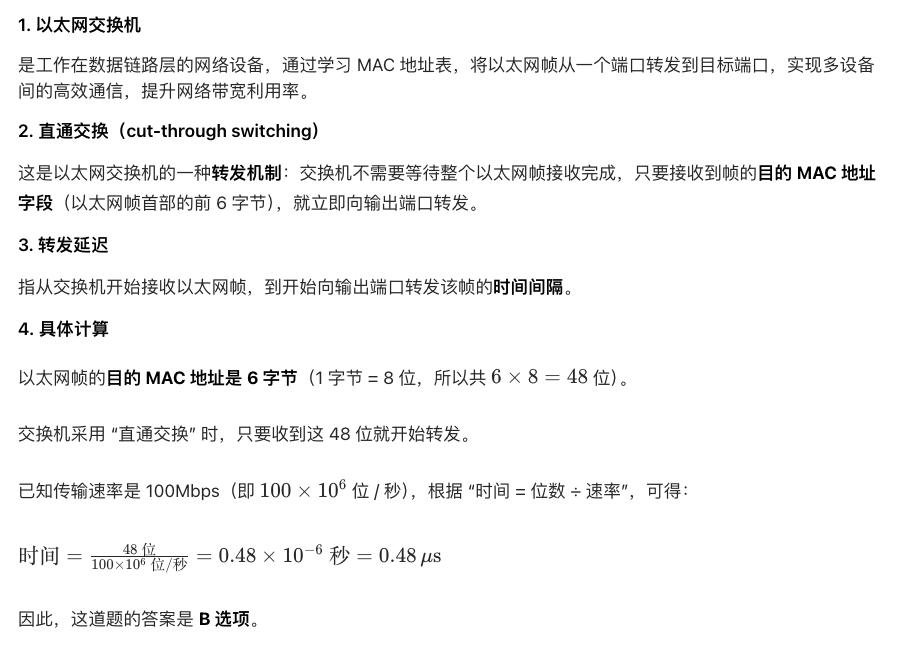 1. 以太网交换机
是工作在数据链路层的网络设备，通过学习 MAC 地址表，将以太网帧从一个端口转发到目标端口，实现多设备
间的高效通信，提升网络带宽利用率。
2. 直通交换（cut-through switching）
这是以太网交换机的一种转发机制：交换机不需要等待整个以太网帧接收完成，只要接收到帧的目的 MAC 地址
字段（以太网帧首部的前 6 字节），就立即向输出端口转发。
3. 转发延迟
指从交换机开始接收以太网帧，到开始向输出端口转发该帧的时间间隔。
4. 具体计算
以太网帧的目的 MAC 地址是 6 字节（1 字节 = 8 位，所以共 6 × 8 = 48 位）。
交换机采用 “直通交换” 时，只要收到这 48 位就开始转发。
已知传输速率是 100Mbps（即 100 × 10⁶ 位 / 秒），根据 “时间 = 位数 ÷ 速率”，可得：
时间 = 48 位 / 100×10⁶ 位/秒 = 0.48 × 10⁻⁶ 秒 = 0.48 μs
因此，这道题的答案是 B 选项。